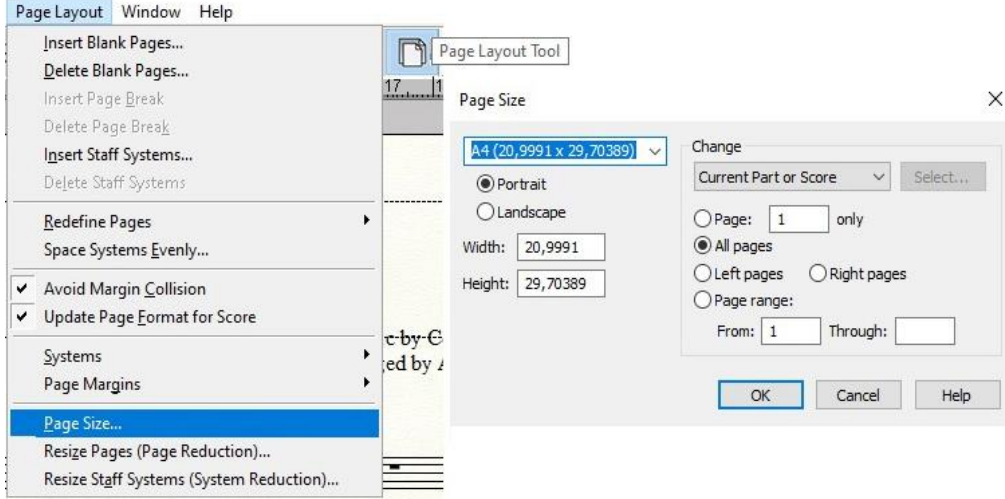 Page Layout Window Help
Insert Blank Pages...
Delete Blank Pages...
Insert Page Break
Delete Page Break
Insert Staff Systems...
Delete Staff Systems
Redefine Pages
Space Systems Evenly...
Avoid Margin Collision
Update Page Format for Score
Systems
Page Margins
Page Size...
Resize Pages (Page Reduction)...
Resize Staff Systems (System Reduction)...
Page Layout Tool
17
c by
ged by
Page Size
A4 (20,9991 x 29,70389)
Portrait
Landscape
Width: 20,9991
Height: 29,70389
Change
Current Part or Score Select...
Page: 1 only
All pages
Left pages Right pages
Page range:
From: 1 Through:
OK Cancel Help